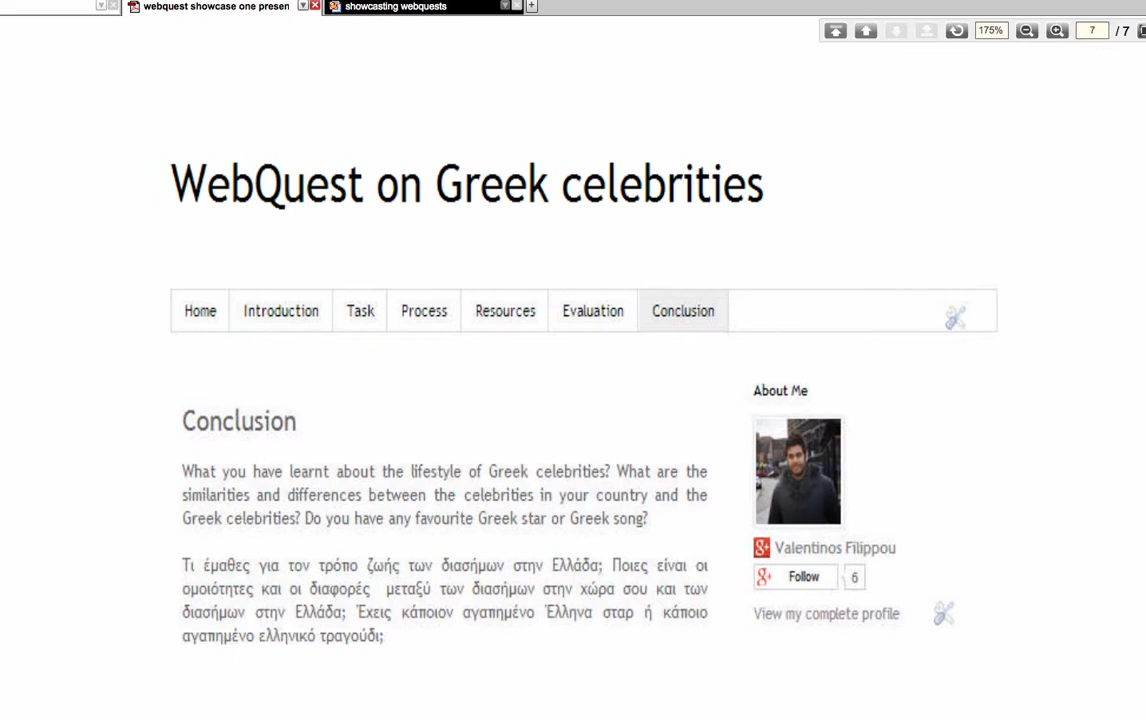 webquest showcase one presen
showcasing webquests
175%
7 / 7
WebQuest on Greek celebrities
Home Introduction Task Process Resources Evaluation Conclusion
About Me
Conclusion
What you have learnt about the lifestyle of Greek celebrities? What are the
similarities and differences between the celebrities in your country and the
Greek celebrities? Do you have any favourite Greek star or Greek song?
Τι έμαθες για τον τρόπο ζωής των διασήμων στην Ελλάδα; Ποιες είναι οι
ομοιότητες και οι διαφορές μεταξύ των διασήμων στην χώρα σου και των
διασήμων στην Ελλάδα; Έχεις κάποιον αγαπημένο Έλληνα σταρ ή κάποιο
αγαπημένο ελληνικό τραγούδι;
g+ Valentinos Filippou
g+ Follow 6
View my complete profile